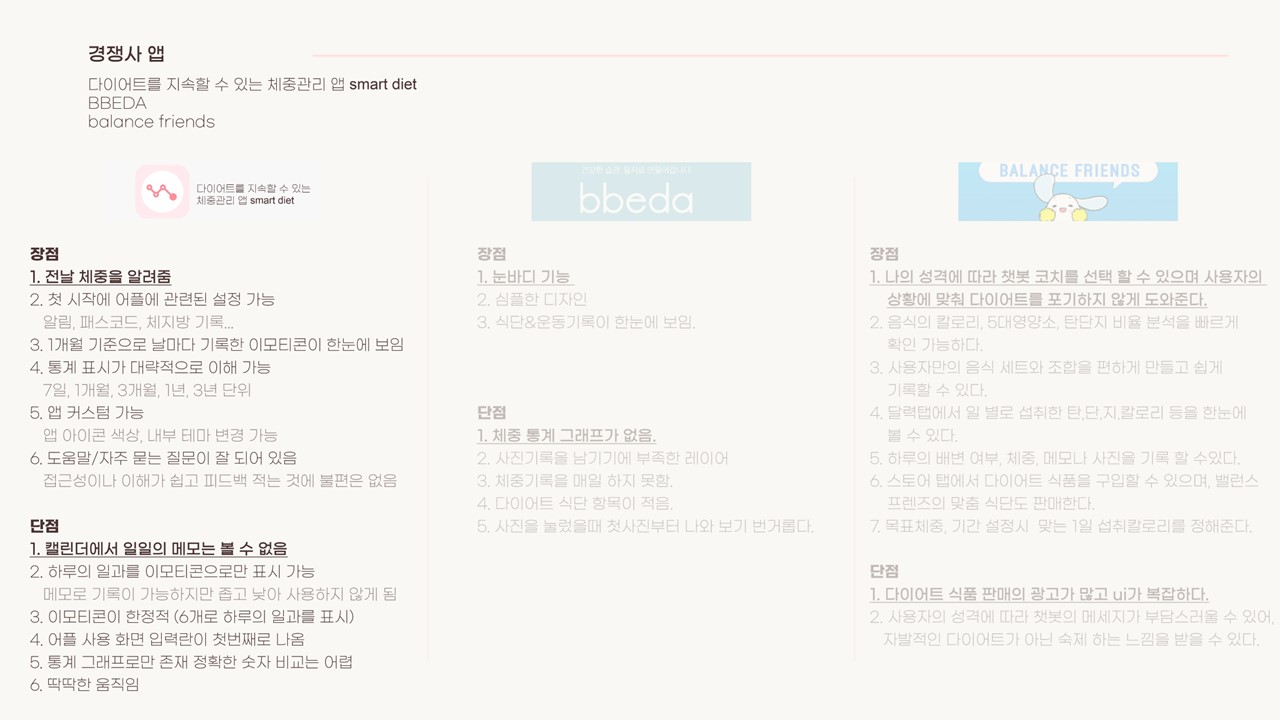 경쟁사 앱
다이어트를 지속할 수 있는 체중관리 앱 smart diet
BBEDA
balance friends
다이어트를 지속할 수 있는
체중관리 앱 smart diet
장점
1. 전날 체중을 알려줌
2. 첫 시작에 어플에 관련된 설정 가능
알림, 패스코드, 체지방 기록...
3. 1개월 기준으로 날마다 기록한 이모티콘이 한눈에 보임
4. 통계 표시가 대략적으로 이해 가능
7일, 1개월, 3개월, 1년, 3년 단위
5. 앱 커스텀 가능
앱 아이콘 색상, 내부 테마 변경 가능
6. 도움말/자주 묻는 질문이 잘 되어 있음
접근성이나 이해가 쉽고 피드백 적는 것에 불편은 없음
단점
1. 캘린더에서 일일의 메모는 볼 수 없음
2. 하루의 일과를 이모티콘으로만 표시 가능
메모로 기록이 가능하지만 좁고 낮아 사용하지 않게 됨
3. 이모티콘이 한정적 (6개로 하루의 일과를 표시)
4. 어플 사용 화면 입력란이 첫번째로 나옴
5. 통계 그래프로만 존재 정확한 숫자 비교는 어렵
6. 딱딱한 움직임
bbeda
장점
1. 눈바디 기능
2. 심플한 디자인
3. 식단&운동기록이 한눈에 보임.
단점
1. 체중 통계 그래프가 없음.
2. 사진기록을 남기기에 부족한 레이어
3. 체중기록을 매일 하지 못함.
4. 다이어트 식단 항목이 적음.
5. 사진을 눌렀을때 첫사진부터 나와 보기 번거롭다.
BALANCE FRIENDS
장점
1. 나의 성격에 따라 챗봇 코치를 선택 할 수 있으며 사용자의
상황에 맞춰 다이어트를 포기하지 않게 도와준다.
2. 음식의 칼로리, 5대영양소, 탄단지 비율 분석을 빠르게
확인 가능하다.
3. 사용자만의 음식 세트와 조합을 편하게 만들고 쉽게
기록할 수 있다.
4. 달력탭에서 일 별로 섭취한 탄,단,지,칼로리 등을 한눈에
볼 수 있다.
5. 하루의 배변 여부, 체중, 메모나 사진을 기록 할 수있다.
6. 스토어 탭에서 다이어트 식품을 구입할 수 있으며, 밸런스
프렌즈의 맞춤 식단도 판매한다.
7. 목표체중, 기간 설정시 맞는 1일 섭취칼로리를 정해준다.
단점
1. 다이어트 식품 판매의 광고가 많고 ui가 복잡하다.
2. 사용자의 성격에 따라 챗봇의 메세지가 부담스러울 수 있어,
자발적인 다이어트가 아닌 숙제 하는 느낌을 받을 수 있다.